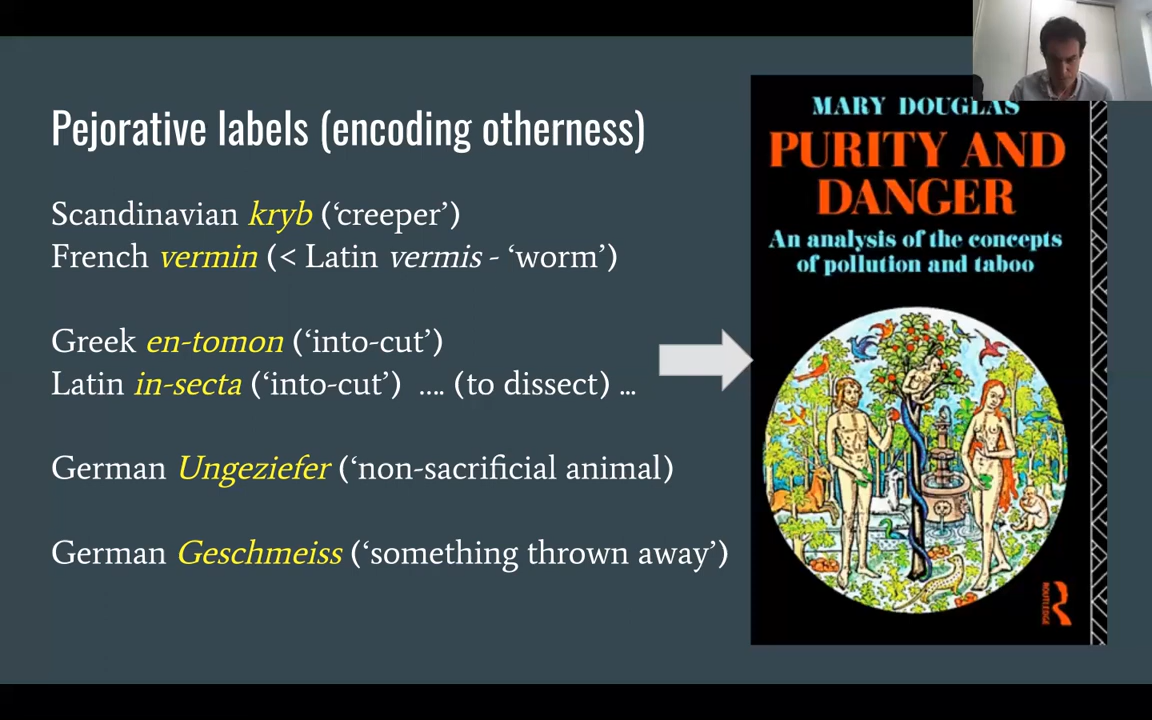 Pejorative labels (encoding otherness)
Scandinavian kryb (‘creeper’)
French vermin (< Latin vermis - ‘worm’)
Greek en-tomon (‘into-cut’)
Latin in-secta (‘into-cut’) .... (to dissect) ...
German Ungeziefer (‘non-sacrificial animal)
German Geschmeiss (‘something thrown away’)
MARY DOUGLAS
PURITY AND
DANGER
An analysis of the concepts
of pollution and taboo
ROUTLEDGE